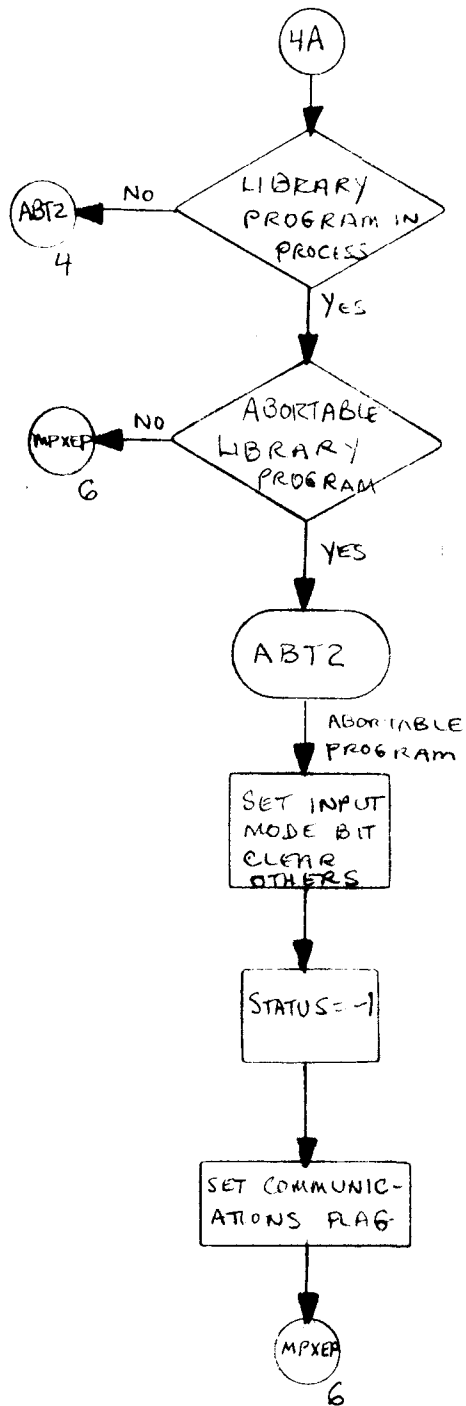 4A
LIBRARY
PROGRAM IN
PROCESS
NO
ABT2
4
YES
ABORTABLE
LIBRARY
PROGRAM
NO
MPXEP
6
YES
ABT2
ABORTABLE
PROGRAM
SET INPUT
MODE BIT
CLEAR
OTHERS
STATUS = -1
SET COMMUNIC-
ATIONS FLAG
MPXEP
6